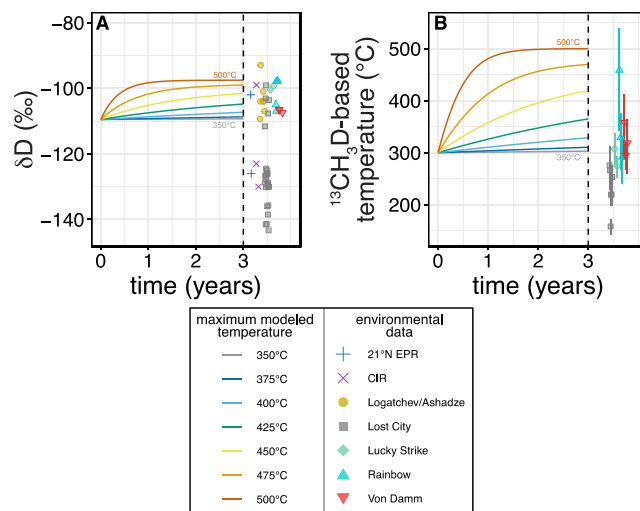 A
B
δD (‰)
−80
−100
−120
−140
500°C
350°C
0
1
2
3
time (years)
¹³CH₃D-based
temperature (°C)
500
400
300
200
500°C
350°C
0
1
2
3
time (years)
maximum modeled
temperature
350°C
375°C
400°C
425°C
450°C
475°C
500°C
environmental
data
21°N EPR
CIR
Logatchev/Ashadze
Lost City
Lucky Strike
Rainbow
Von Damm